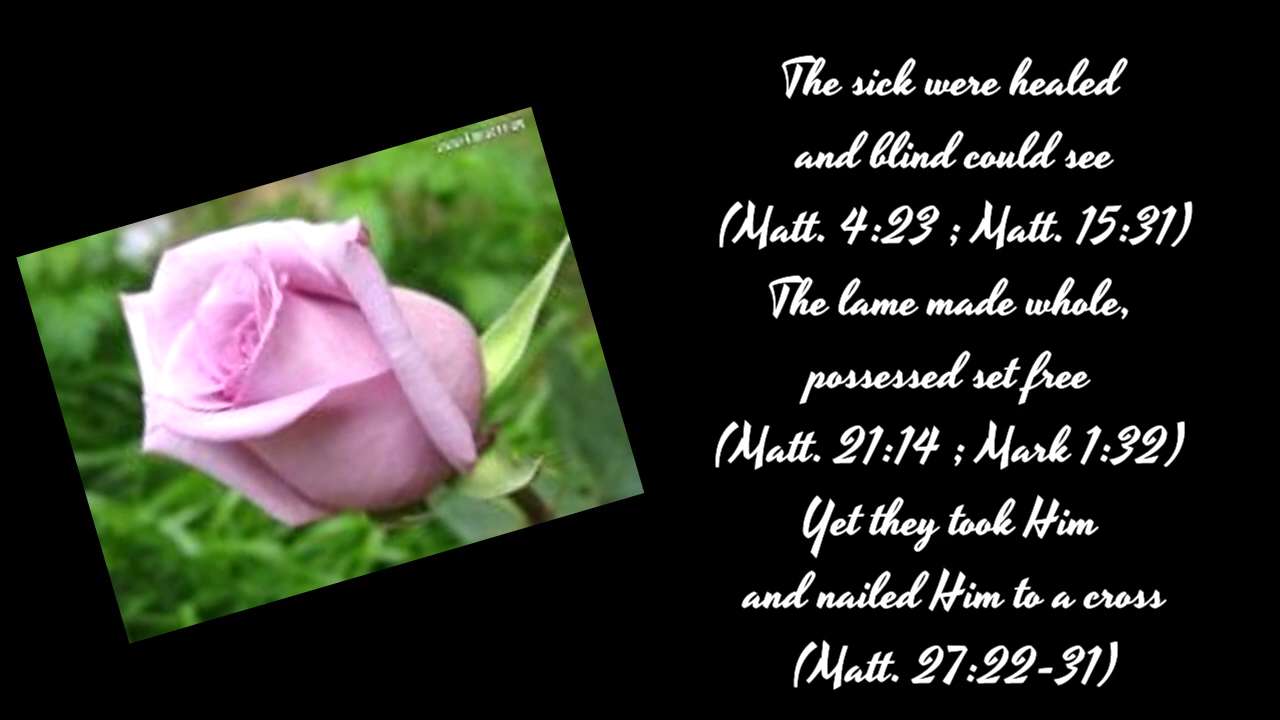 The sick were healed
and blind could see
(Matt. 4:23 ; Matt. 15:31)
The lame made whole,
possessed set free
(Matt. 21:14 ; Mark 1:32)
Yet they took Him
and nailed Him to a cross
(Matt. 27:22-31)